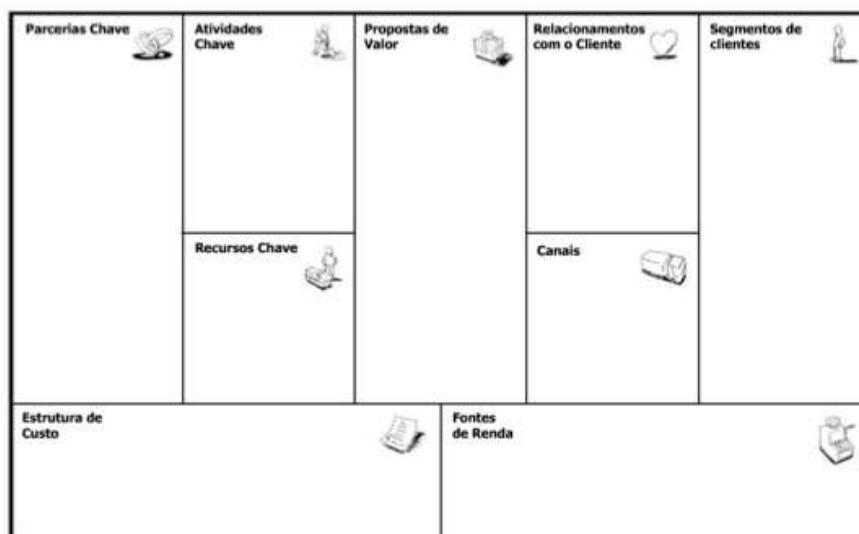 Parcerias Chave
Atividades
Chave
Propostas de
Valor
Relacionamentos
com o Cliente
Segmentos de
clientes
Recursos Chave
Canais
Estrutura de
Custo
Fontes
de Renda